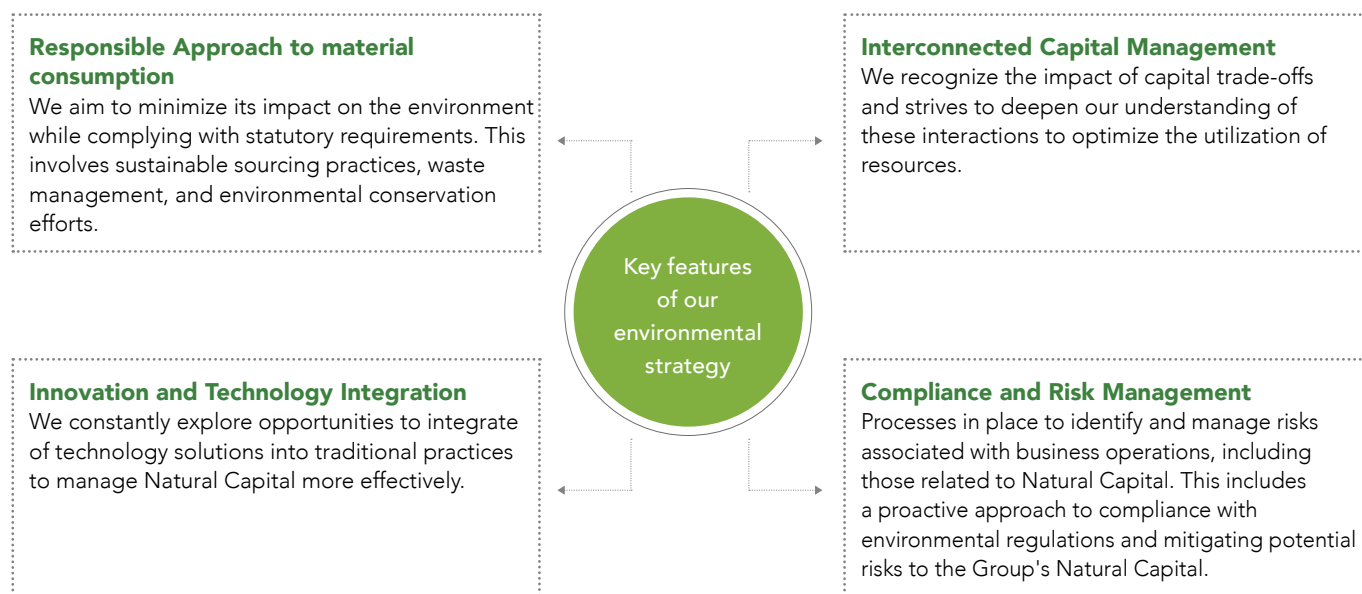 Responsible Approach to material
consumption
We aim to minimize its impact on the environment
while complying with statutory requirements. This
involves sustainable sourcing practices, waste
management, and environmental conservation
efforts.
Interconnected Capital Management
We recognize the impact of capital trade-offs
and strives to deepen our understanding of
these interactions to optimize the utilization of
resources.
Key features
of our
environmental
strategy
Innovation and Technology Integration
We constantly explore opportunities to integrate
of technology solutions into traditional practices
to manage Natural Capital more effectively.
Compliance and Risk Management
Processes in place to identify and manage risks
associated with business operations, including
those related to Natural Capital. This includes
a proactive approach to compliance with
environmental regulations and mitigating potential
risks to the Group's Natural Capital.